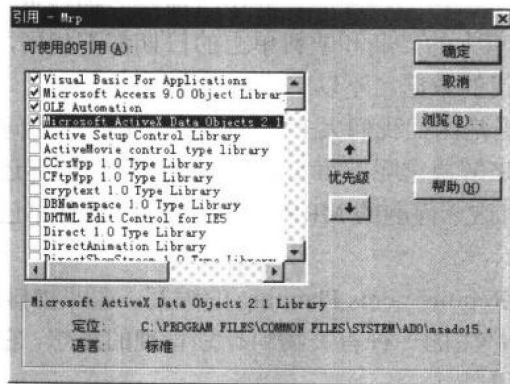 引用 - Mrp
可使用的引用(A):
Visual Basic For Applications
Microsoft Access 9.0 Object Librar
OLE Automation
Microsoft ActiveX Data Objects 2.1
Active Setup Control Library
ActiveMovie control type library
CCrsWpp 1.0 Type Library
CFtpWpp 1.0 Type Library
cryptext 1.0 Type Library
DBNamespace 1.0 Type Library
DHTML Edit Control for IE5
Direct 1.0 Type Library
DirectAnimation Library
DirectShowStream 1.0 Type Library
优先级
确定
取消
浏览(B)...
帮助(H)
Microsoft ActiveX Data Objects 2.1 Library
定位: C:\PROGRAM FILES\COMMON FILES\SYSTEM\ADO\msado15.
语言: 标准